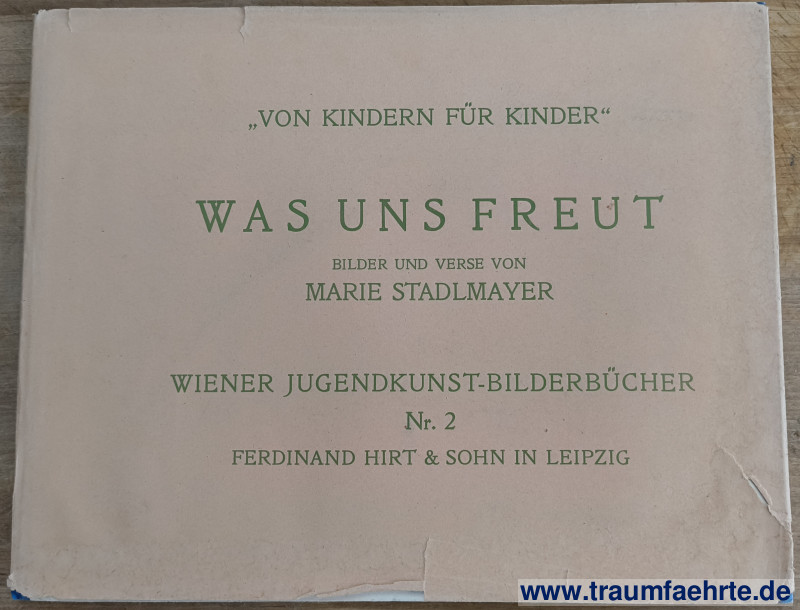 „VON KINDERN FÜR KINDER“
WAS UNS FREUT
BILDER UND VERSE VON
MARIE STADLMAYER
WIENER JUGENDKUNST-BILDERBÜCHER
Nr. 2
FERDINAND HIRT & SOHN IN LEIPZIG
www.traumfaehrte.de